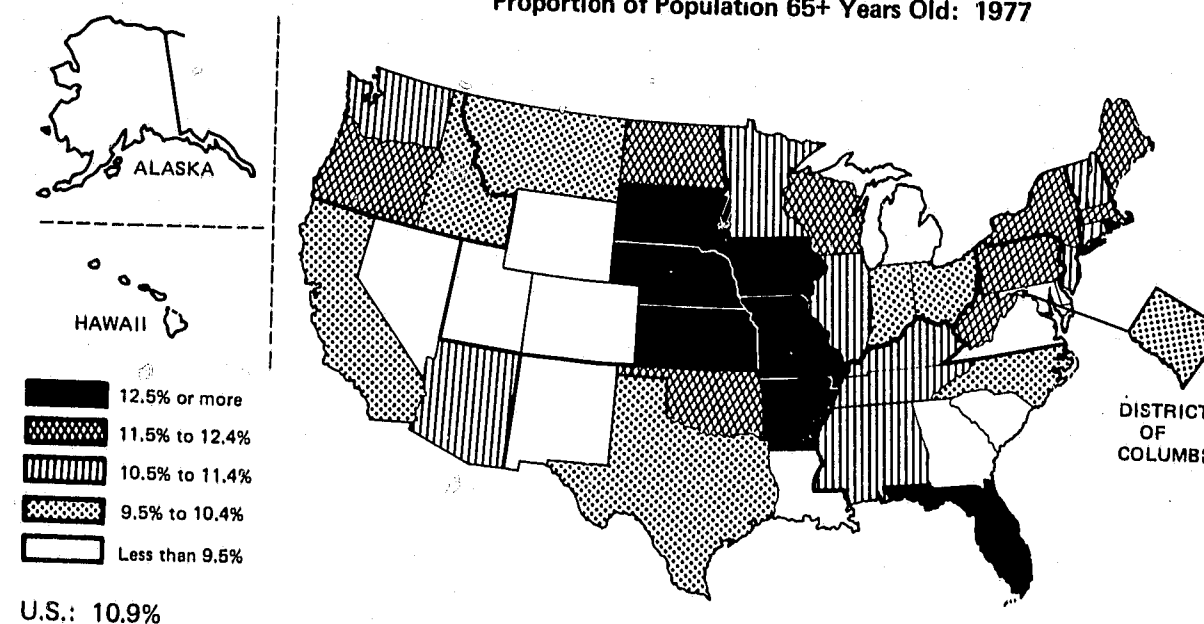 Proportion of Population 65+ Years Old: 1977
ALASKA
HAWAII
12.5% or more
11.5% to 12.4%
10.5% to 11.4%
9.5% to 10.4%
Less than 9.5%
U.S.: 10.9%
DISTRICT
OF